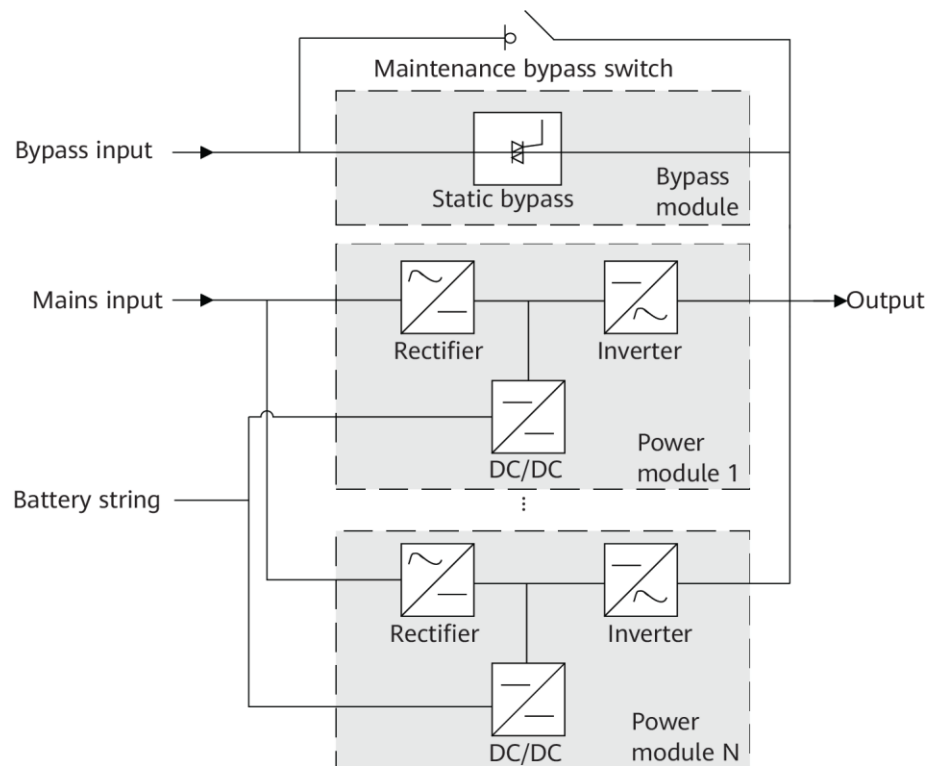 Maintenance bypass switch
Bypass input
Static bypass
Bypass
module
Mains input
Rectifier
Inverter
Output
DC/DC
Power
module 1
Battery string
⋮
Rectifier
Inverter
DC/DC
Power
module N